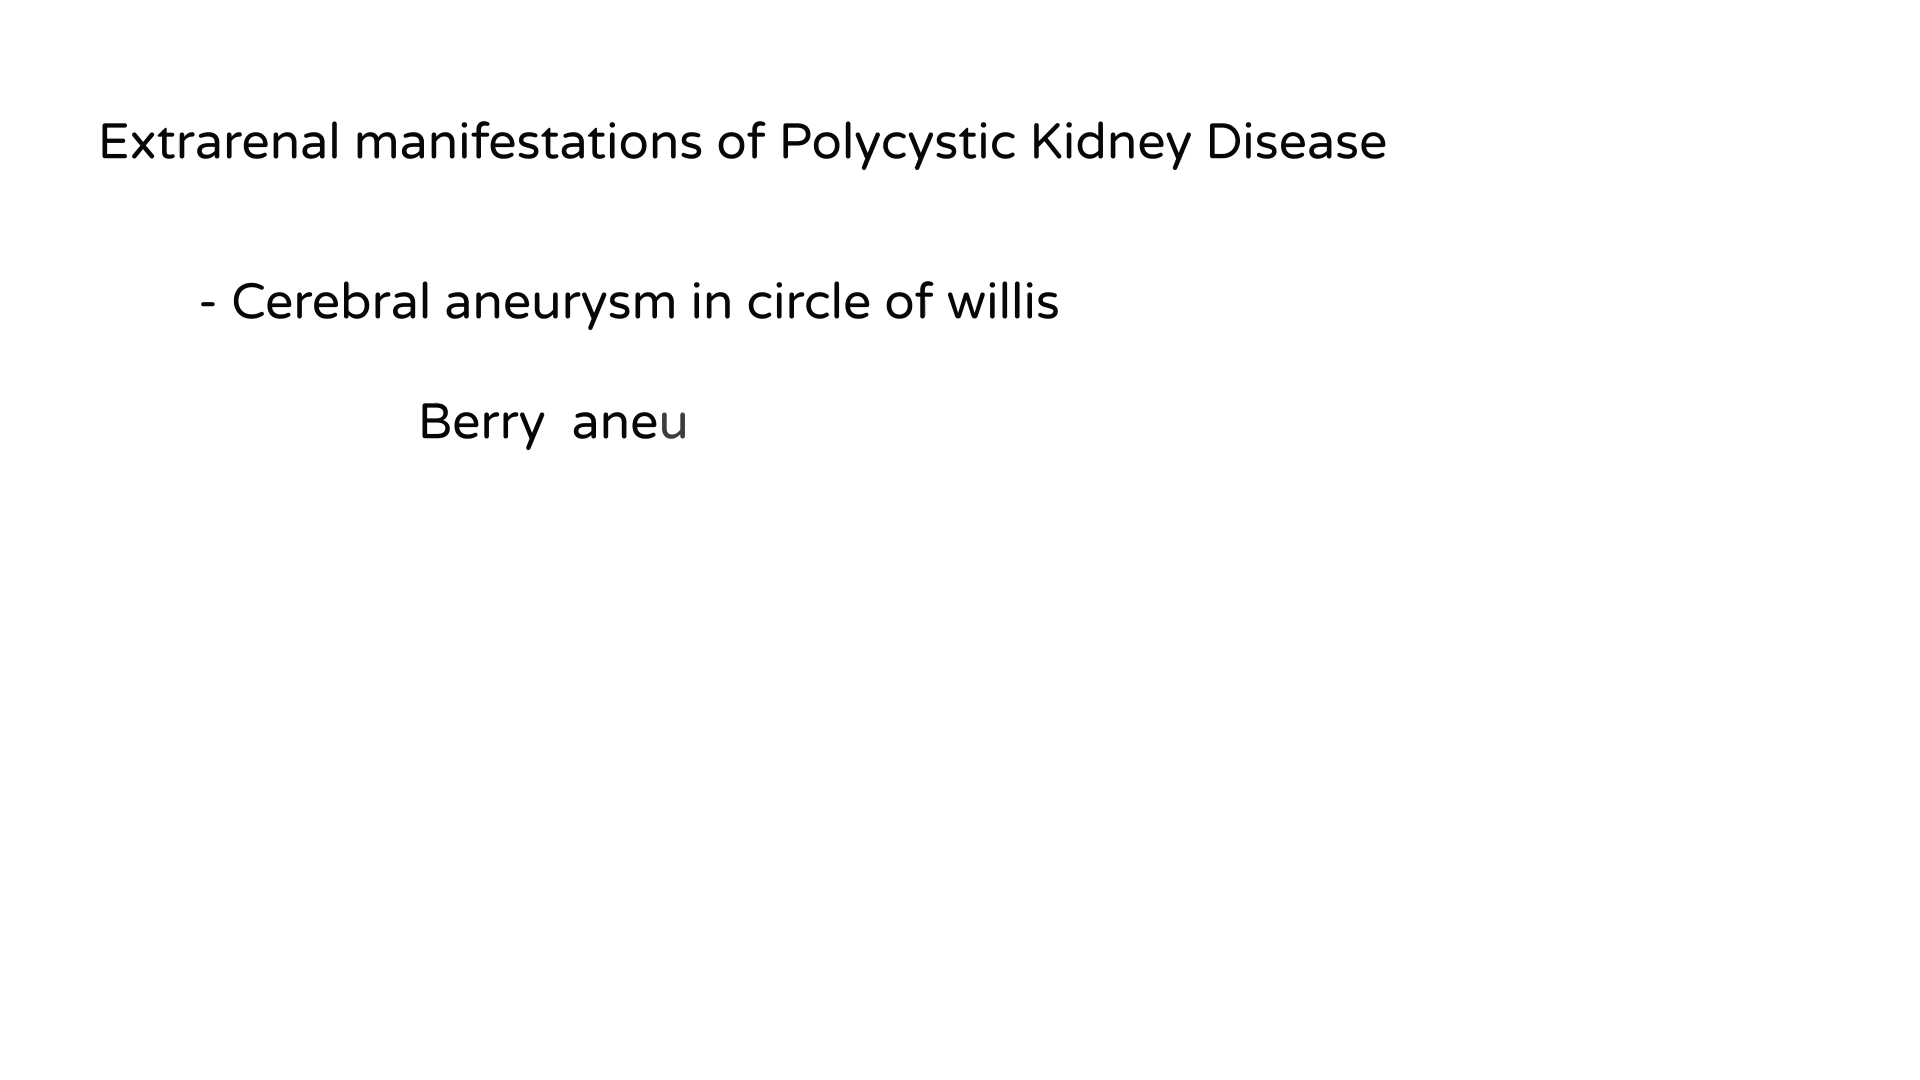 Extrarenal manifestations of Polycystic Kidney Disease
- Cerebral aneurysm in circle of willis
Berry aneu